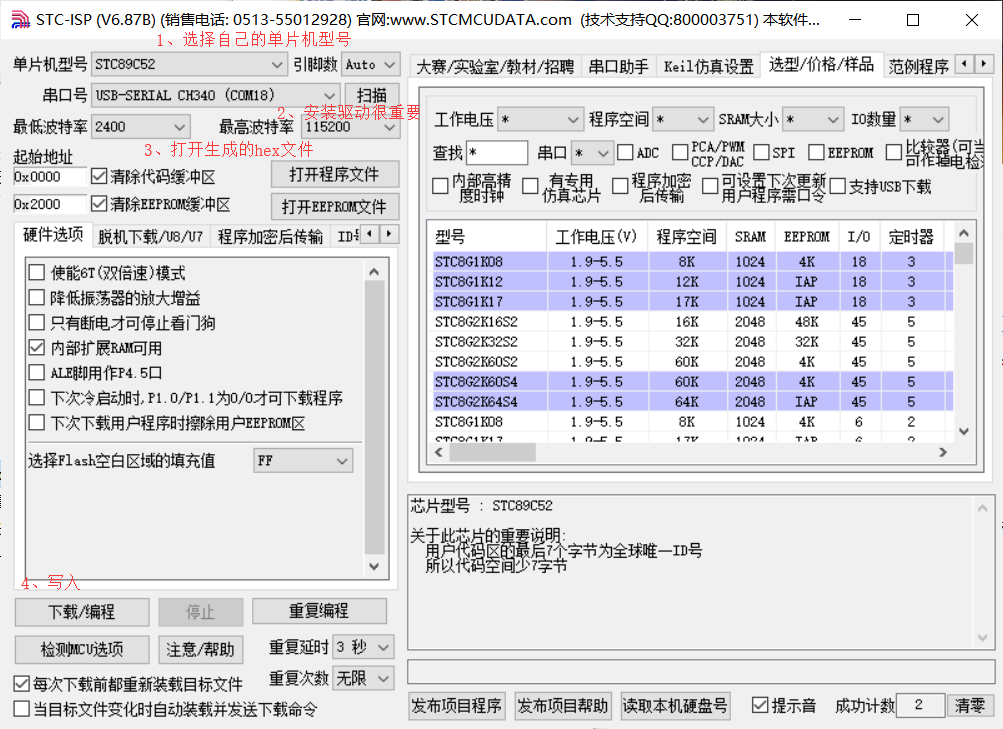 STC-ISP (V6.87B) (销售电话: 0513-55012928) 官网:www.STCMCUDATA.com (技术支持QQ:800003751) 本软件...
1、选择自己的单片机型号
单片机型号 STC89C52 引脚数 Auto
串口号 USB-SERIAL CH340 (COM18) 扫描
2、安装驱动很重要
最低波特率 2400 最高波特率 115200
3、打开生成的hex文件
起始地址
0x0000 清除代码缓冲区 打开程序文件
0x2000 清除EEPROM缓冲区 打开EEPROM文件
硬件选项 脱机下载/U8/U7 程序加密后传输
使能6T(双倍速)模式
降低振荡器的放大增益
只有断电才可停止看门狗
内部扩展RAM可用
ALE脚用作P4.5口
下次冷启动时,P1.0/P1.1为0/0才可下载程序
下次下载用户程序时擦除用户EEPROM区
选择Flash空白区域的填充值 FF
4、写入
下载/编程 停止 重复编程
检测MCU选项 注意/帮助 重复延时 3 秒
重复次数 无限
每次下载前都重新装载目标文件
当目标文件变化时自动装载并发送下载命令
大赛/实验室/教材/招聘 串口助手 Keil仿真设置 选型/价格/样品 范例程序
工作电压 * 程序空间 * SRAM大小 * IO数量 *
查找 * 串口 * ADC PCA/PWM CCP/DAC SPI EEPROM
内部高精度时钟 有专用仿真芯片 程序加密后传输 可设置下次更新用户程序需口令 支持USB下载
型号 工作电压(V) 程序空间 SRAM EEPROM I/O 定时器
STC8G1K08 1.9-5.5 8K 1024 4K 18 3
STC8G1K12 1.9-5.5 12K 1024 IAP 18 3
STC8G1K17 1.9-5.5 17K 1024 IAP 18 3
STC8G2K16S2 1.9-5.5 16K 2048 48K 45 5
STC8G2K32S2 1.9-5.5 32K 2048 32K 45 5
STC8G2K60S2 1.9-5.5 60K 2048 4K 45 5
STC8G2K60S4 1.9-5.5 60K 2048 4K 45 5
STC8G2K64S4 1.9-5.5 64K 2048 IAP 45 5
STC8G1K08 1.9-5.5 8K 1024 4K 6 2
STC8G1K17 1.9-5.5 17K 1024 IAP 6 2
芯片型号 : STC89C52
关于此芯片的重要说明:
用户代码区的最后7个字节为全球唯一ID号
所以代码空间少7字节
发布项目程序 发布项目帮助 读取本机硬盘号 提示音 成功计数 2 清零